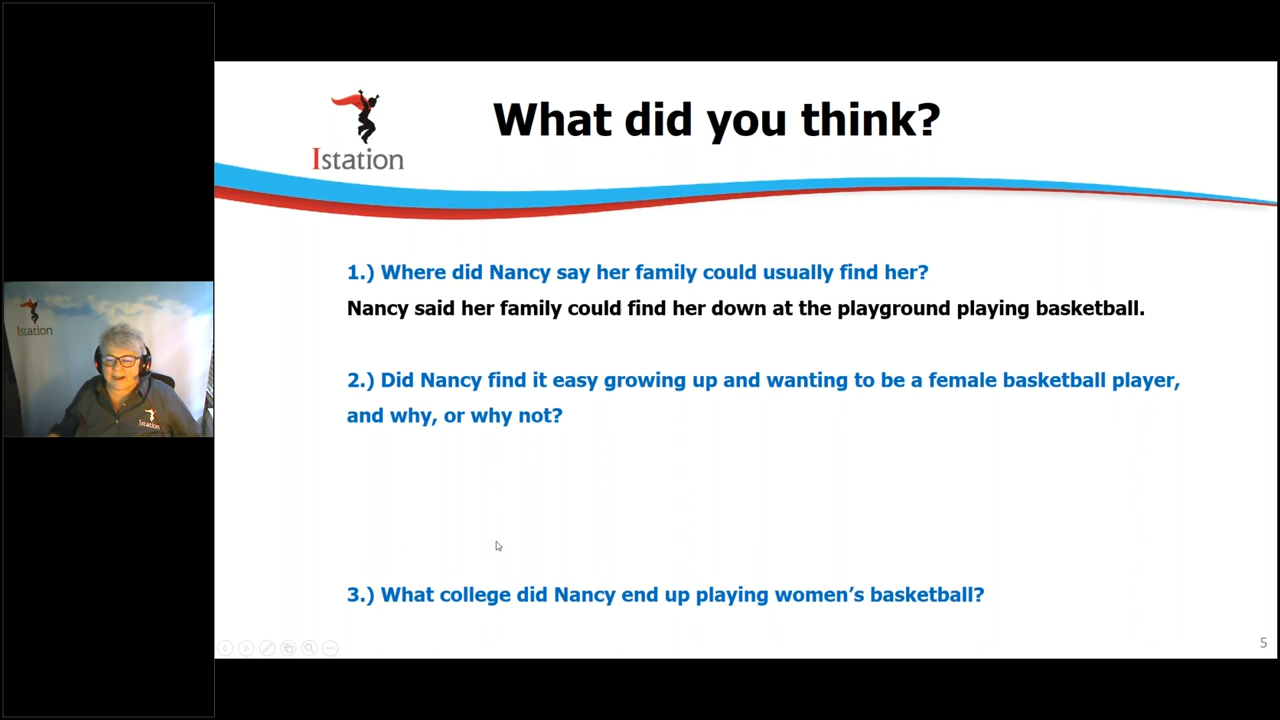 Istation
What did you think?
1.) Where did Nancy say her family could usually find her?
Nancy said her family could find her down at the playground playing basketball.
2.) Did Nancy find it easy growing up and wanting to be a female basketball player,
and why, or why not?
3.) What college did Nancy end up playing women’s basketball?
5
Istation
Istation